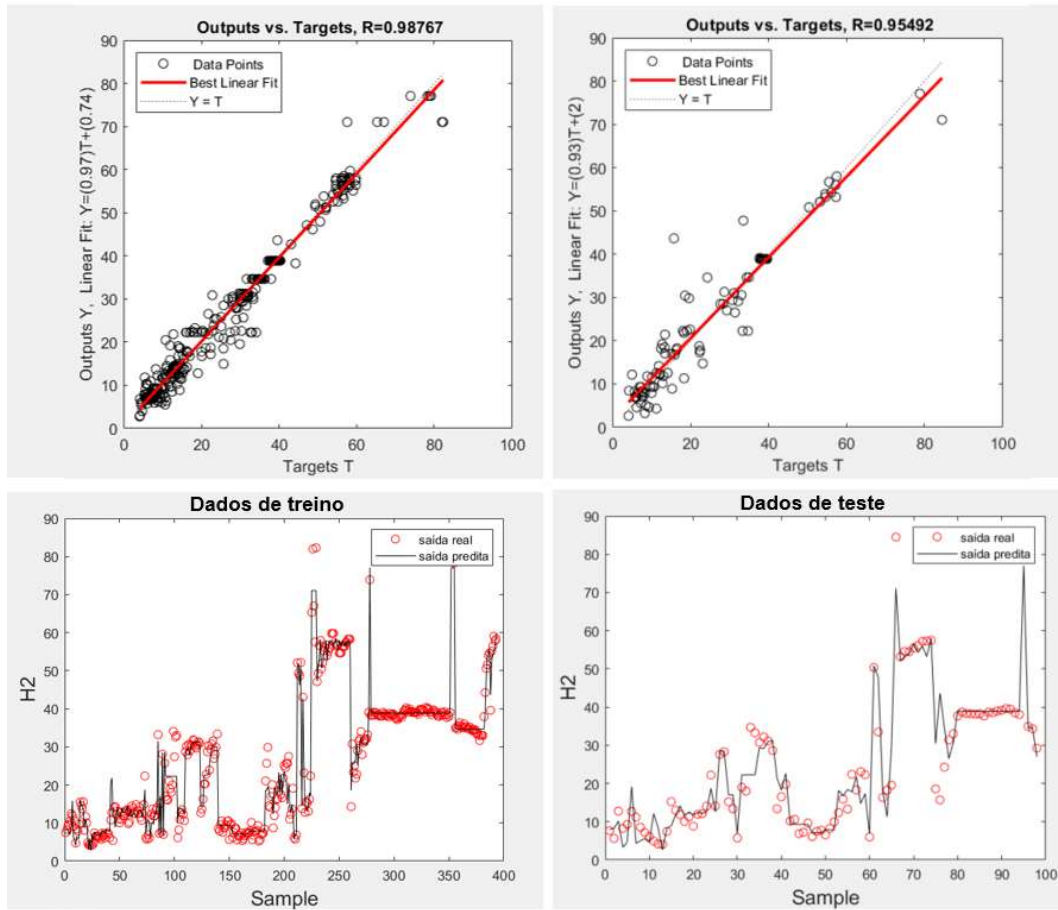 Outputs vs. Targets, R=0.98767
90
80
70
60
50
40
30
20
10
0
Outputs Y, Linear Fit: Y=(0.97)T+(0.74)
Data Points
Best Linear Fit
Y = T
0 20 40 60 80 100
Targets T
Outputs vs. Targets, R=0.95492
90
80
70
60
50
40
30
20
10
0
Outputs Y, Linear Fit: Y=(0.93)T+(2)
Data Points
Best Linear Fit
Y = T
0 20 40 60 80 100
Targets T
Dados de treino
90
80
70
60
50
40
30
20
10
0
H2
saída real
saída predita
0 50 100 150 200 250 300 350 400
Sample
Dados de teste
90
80
70
60
50
40
30
20
10
0
H2
saída real
saída predita
0 10 20 30 40 50 60 70 80 90 100
Sample